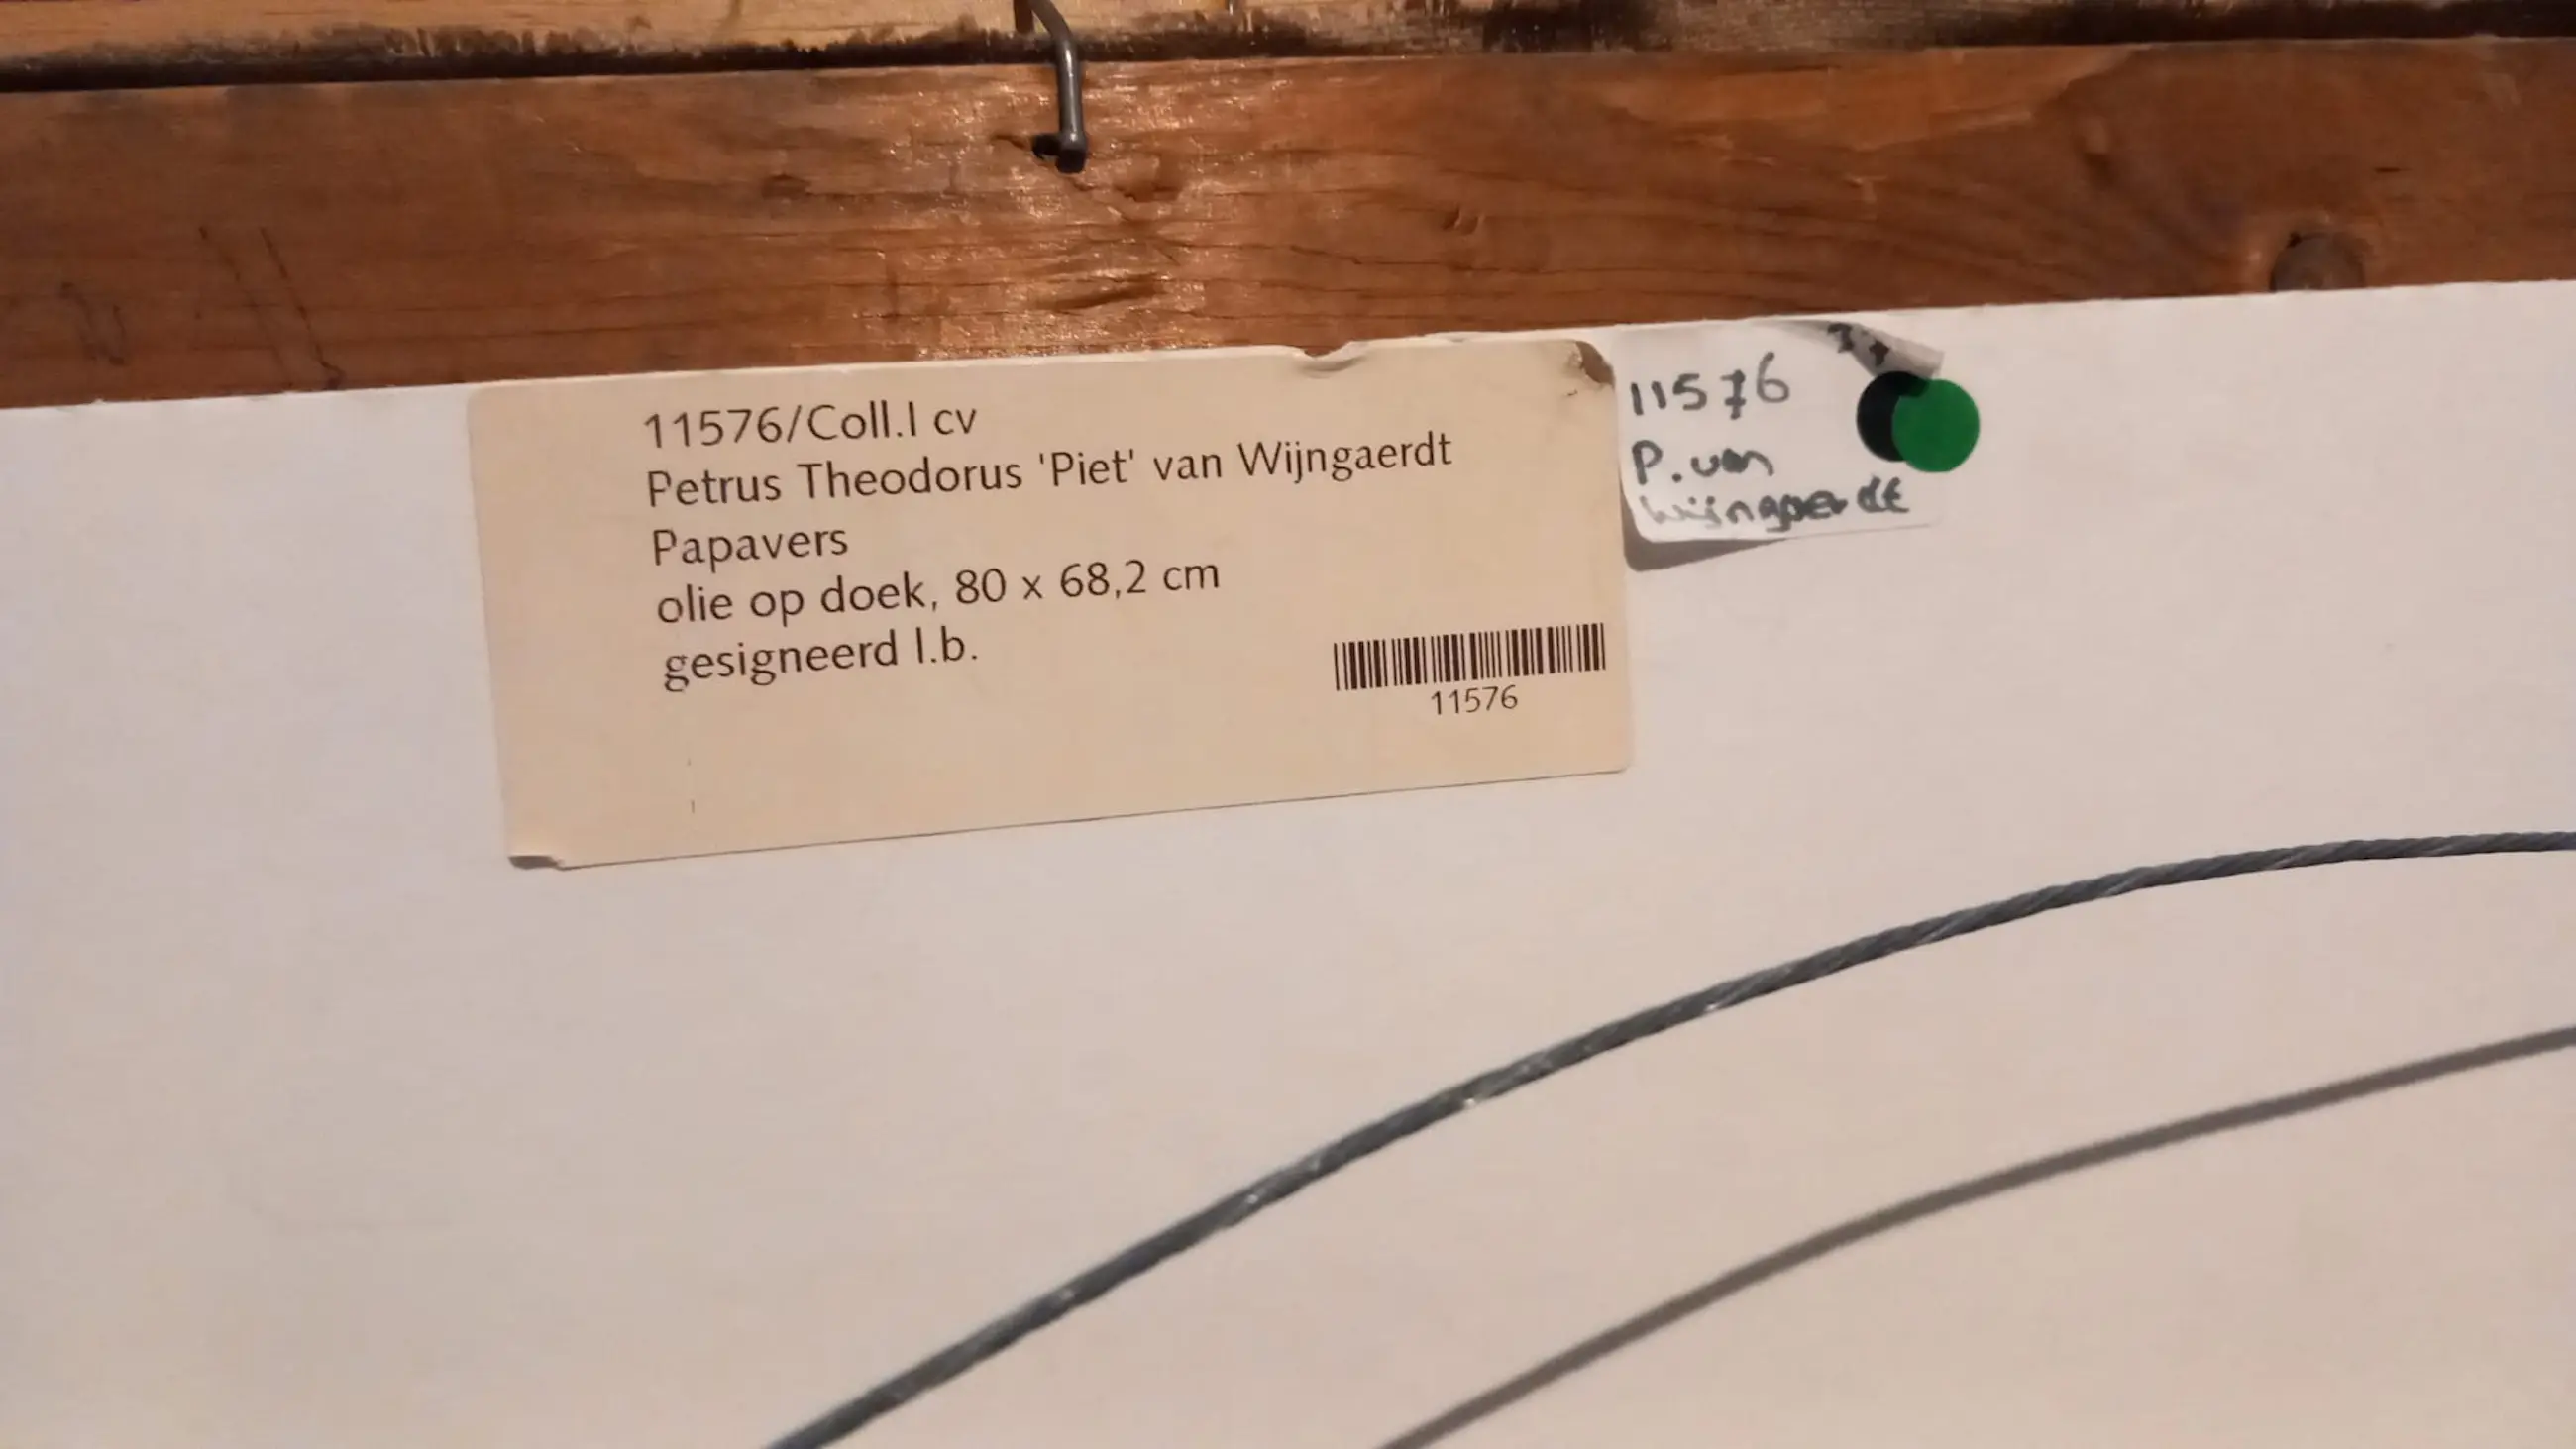 11576/Coll.I cv
Petrus Theodorus 'Piet' van Wijngaerdt
Papavers
olie op doek, 80 x 68,2 cm
gesigneerd l.b.
11576
11576
P. van
Wijngaerdt